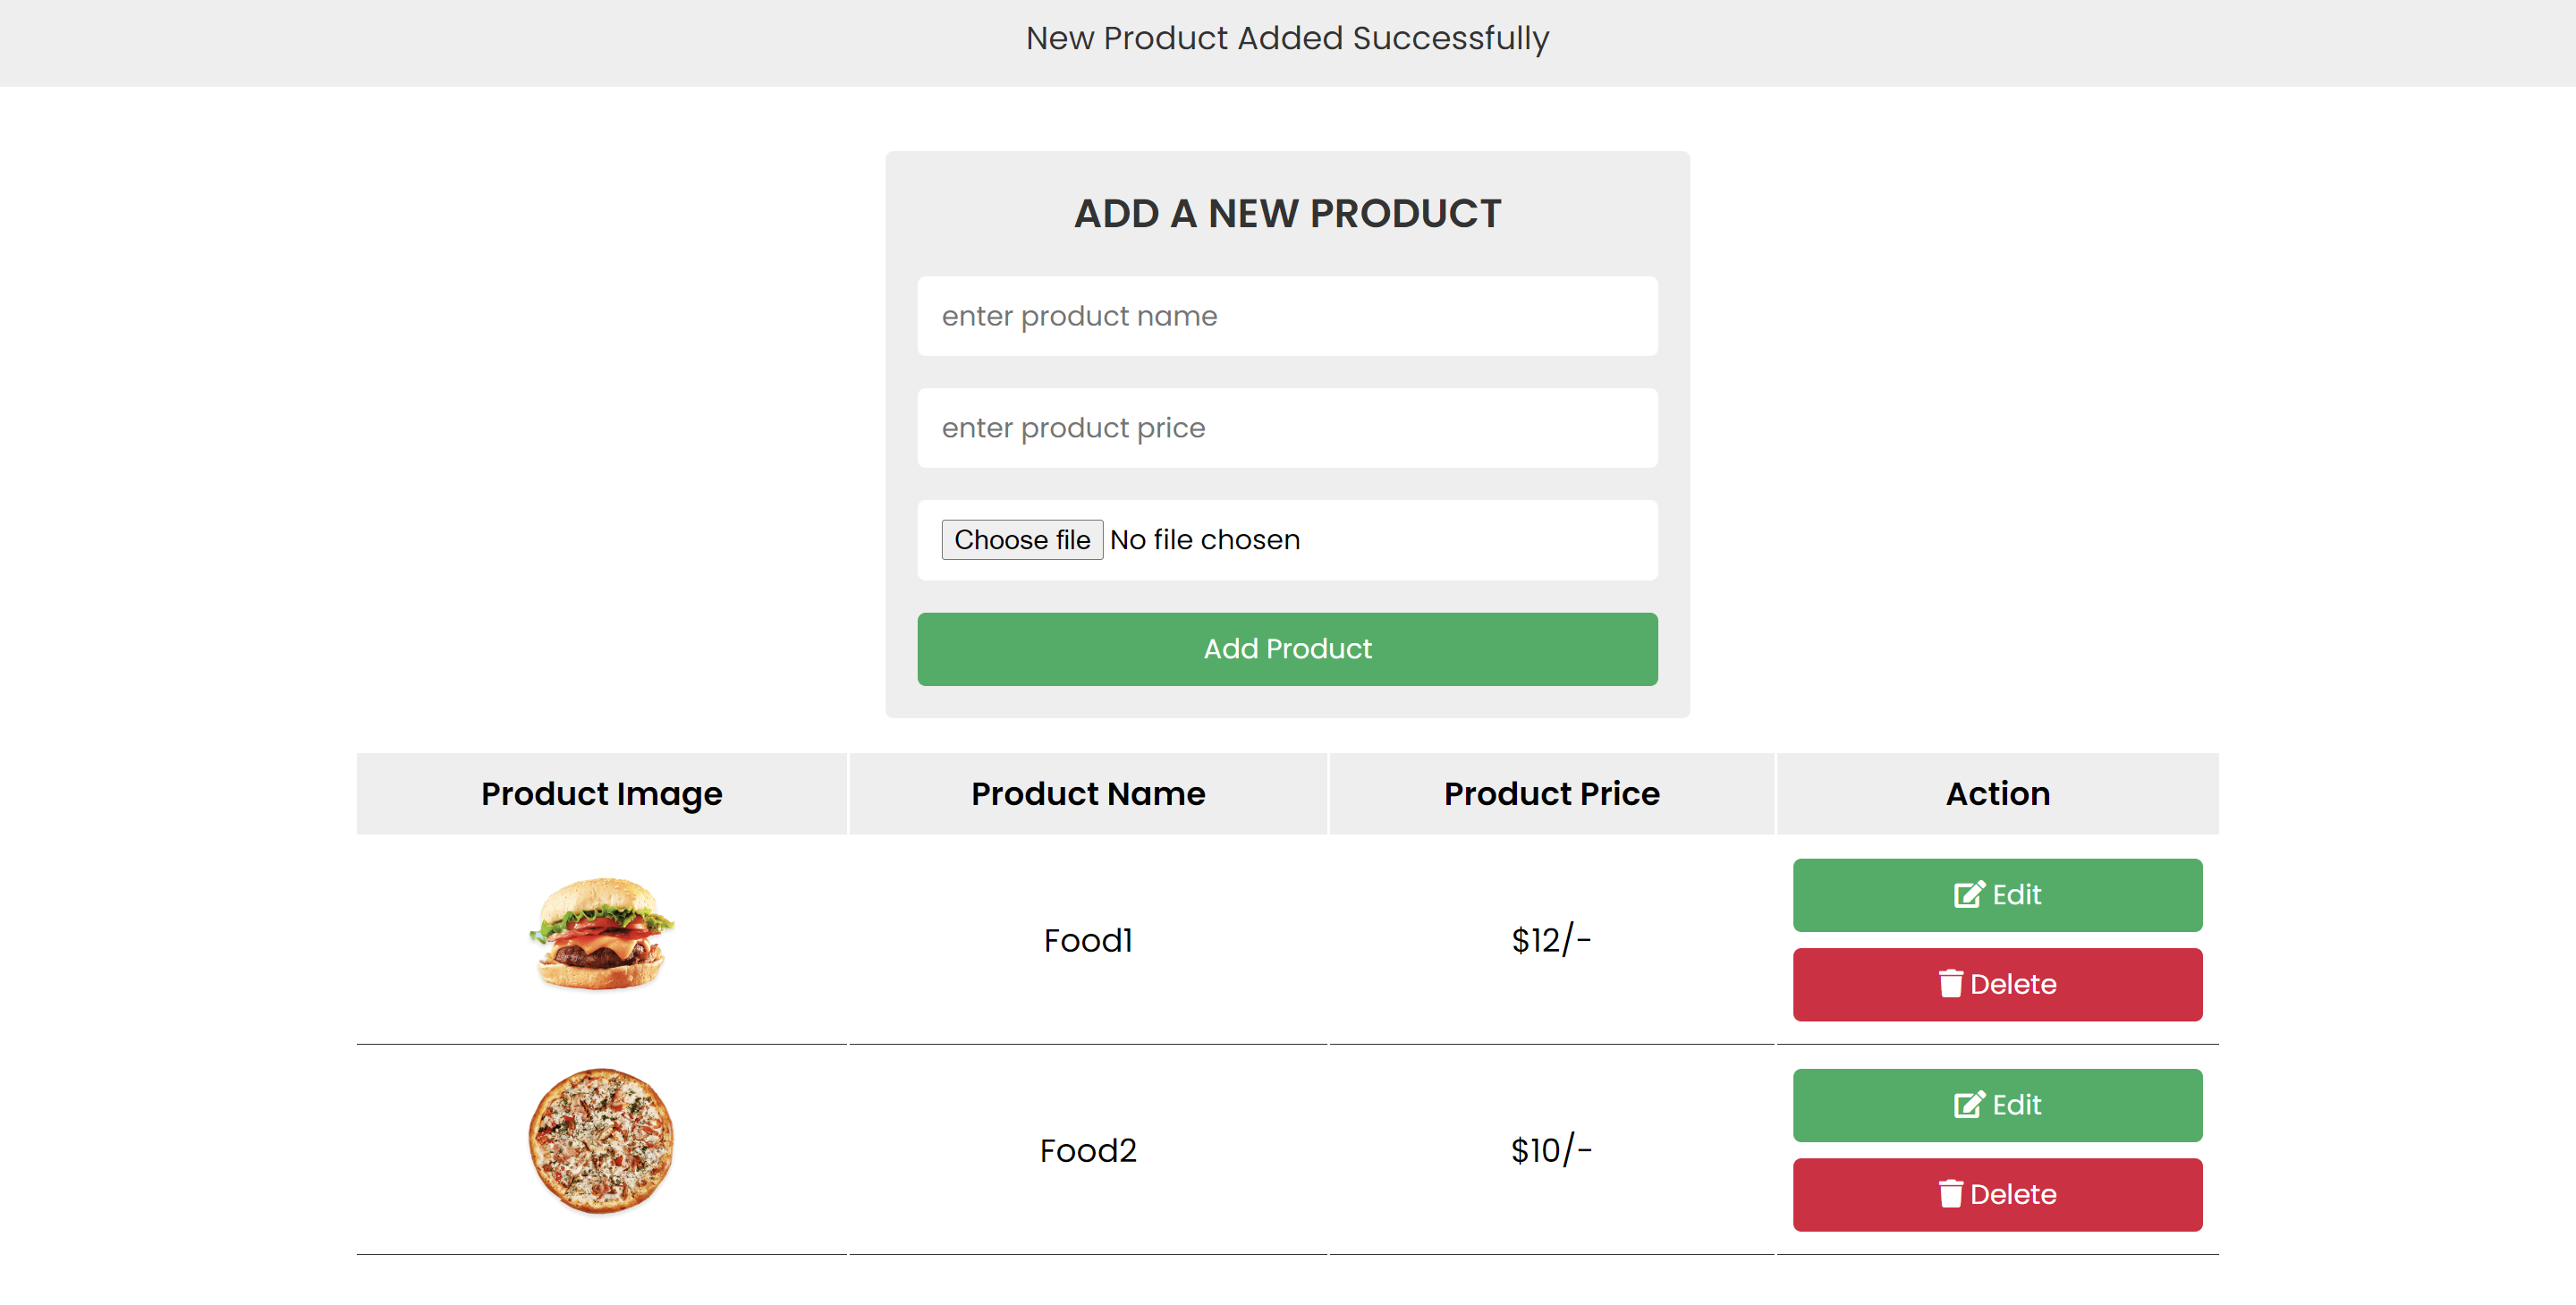 New Product Added Successfully
ADD A NEW PRODUCT
enter product name
enter product price
Choose file No file chosen
Add Product
Product Image Product Name Product Price Action
Food1 $12/- Edit
Delete
Food2 $10/- Edit
Delete